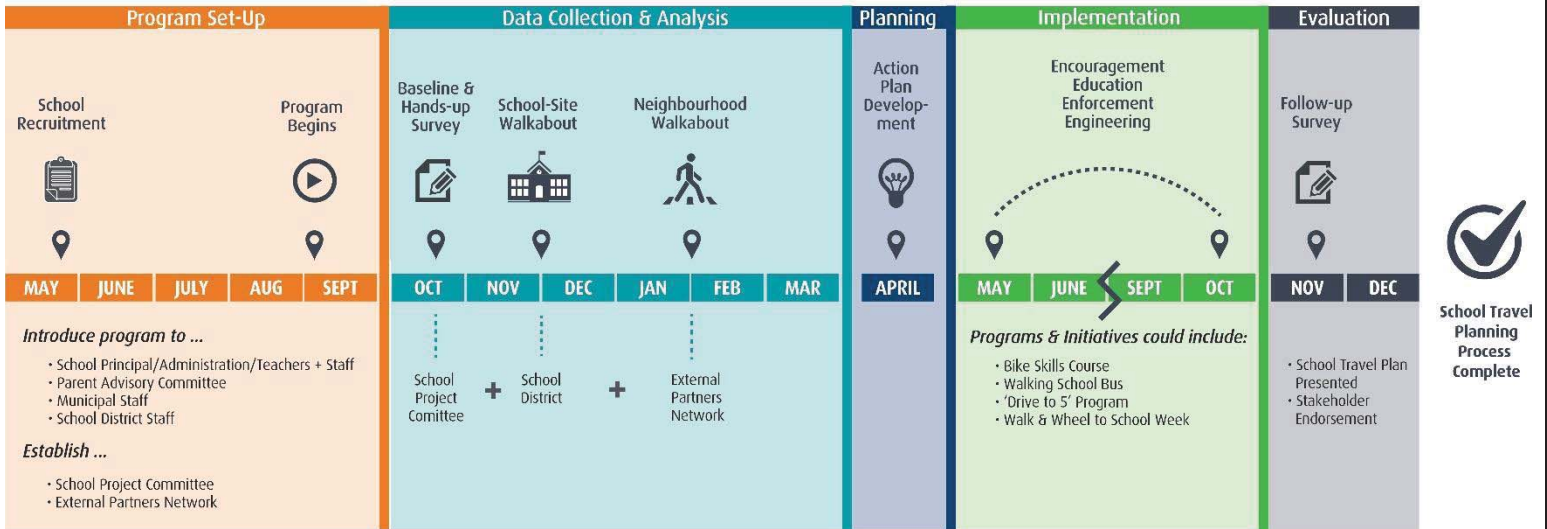 Program Set-Up
School
Recruitment
Program
Begins
MAY
JUNE
JULY
AUG
SEPT
Introduce program to ...
• School Principal/Administration/Teachers + Staff
• Parent Advisory Committee
• Municipal Staff
• School District Staff
Establish ...
• School Project Committee
• External Partners Network
Data Collection & Analysis
Baseline &
Hands-up
Survey
School-Site
Walkabout
Neighbourhood
Walkabout
OCT
NOV
DEC
JAN
FEB
MAR
School
Project
Comittee
+
School
District
+
External
Partners
Network
Planning
Action
Plan
Develop-
ment
APRIL
Implementation
Encouragement
Education
Enforcement
Engineering
MAY
JUNE
SEPT
OCT
Programs & Initiatives could include:
• Bike Skills Course
• Walking School Bus
• 'Drive to 5' Program
• Walk & Wheel to School Week
Evaluation
Follow-up
Survey
NOV
DEC
• School Travel Plan
Presented
• Stakeholder
Endorsement
School Travel
Planning
Process
Complete